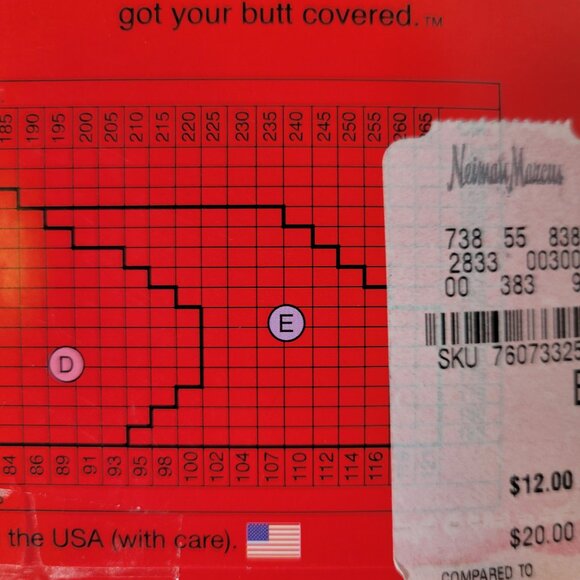 got your butt covered.™
185 190 195 200 205 210 220 225 230 235 240 245 250 255 260 265
Neiman Marcus
738 55 838
2833 00300
00 383 9
E
D
SKU 76073325
84 86 89 91 93 95 98 100 102 104 107 110 112 114 116
$12.00
the USA (with care).
$20.00
COMPARED TO